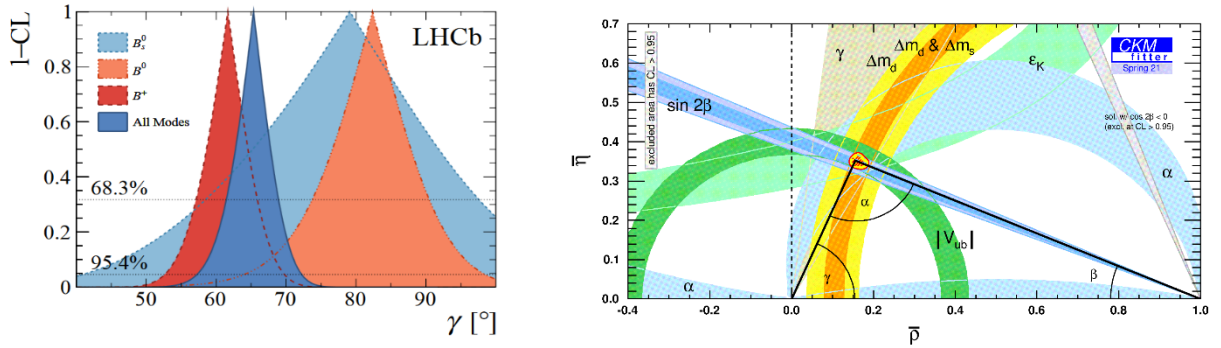 1–CL
1
0.8
0.6
0.4
0.2
0
LHCb
B_s^0
B^0
B^+
All Modes
68.3%
95.4%
50 60 70 80 90
γ [°]
η̄
0.7
0.6
0.5
0.4
0.3
0.2
0.1
0.0
excluded area has CL > 0.95
γ
Δm_d
Δm_d & Δm_s
ε_K
CKM
fitter
Spring 21
sin 2β
sol. w/ cos 2β < 0
(excl. at CL > 0.95)
α
α
|V_ub|
α
γ
β
-0.4 -0.2 0.0 0.2 0.4 0.6 0.8 1.0
ρ̄